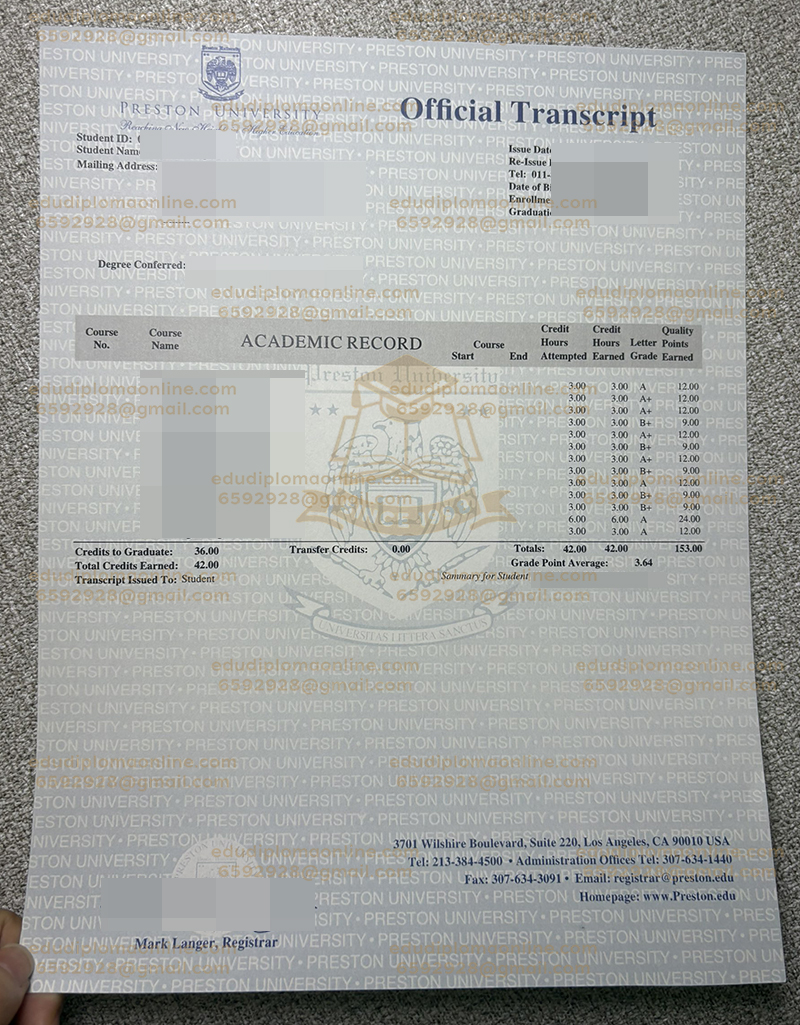 Preston University
PRESTON UNIVERSITY
Official Transcript
Student ID:
Student Name
Mailing Address:
Issue Date
Re-Issue
Tel: 011-
Date of
Graduati
Degree Conferred:
Course No. Course Name ACADEMIC RECORD Course Start End Credit Hours Attempted Credit Hours Earned Letter Grade Quality Points Earned
Preston University
3.00 3.00 A 12.00
3.00 3.00 A+ 12.00
3.00 3.00 A+ 12.00
3.00 3.00 B+ 9.00
3.00 3.00 A+ 12.00
3.00 3.00 B+ 9.00
3.00 3.00 A+ 12.00
3.00 3.00 B+ 9.00
3.00 3.00 A 12.00
3.00 3.00 B+ 9.00
3.00 3.00 B+ 9.00
6.00 6.00 A 24.00
3.00 3.00 A 12.00
Credits to Graduate: 36.00 Transfer Credits: 0.00 Totals: 42.00 42.00 153.00
Total Credits Earned: 42.00 Grade Point Average: 3.64
Transcript Issued To: Student Summary for Student
UNIVERSITAS LITTERA SANCTUS
3701 Wilshire Boulevard, Suite 220, Los Angeles, CA 90010 USA
Tel: 213-384-4500 • Administration Offices Tel: 307-634-1440
Fax: 307-634-3091 • Email: registrar@preston.edu
Homepage: www.Preston.edu
Mark Langer, Registrar
edudiplomaonline.com
6592928@gmail.com